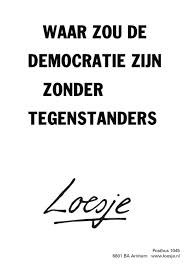 WAAR ZOU DE
DEMOCRATIE ZIJN
ZONDER
TEGENSTANDERS
Loesje
Postbus 1045
6801 BA Arnhem www.loesje.nl